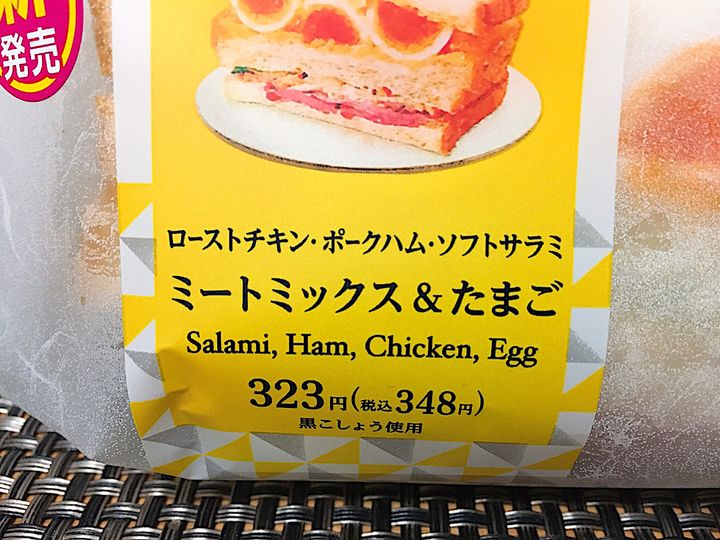 発売
ローストチキン・ポークハム・ソフトサラミ
ミートミックス&たまご
Salami, Ham, Chicken, Egg
323円(税込348円)
黒こしょう使用